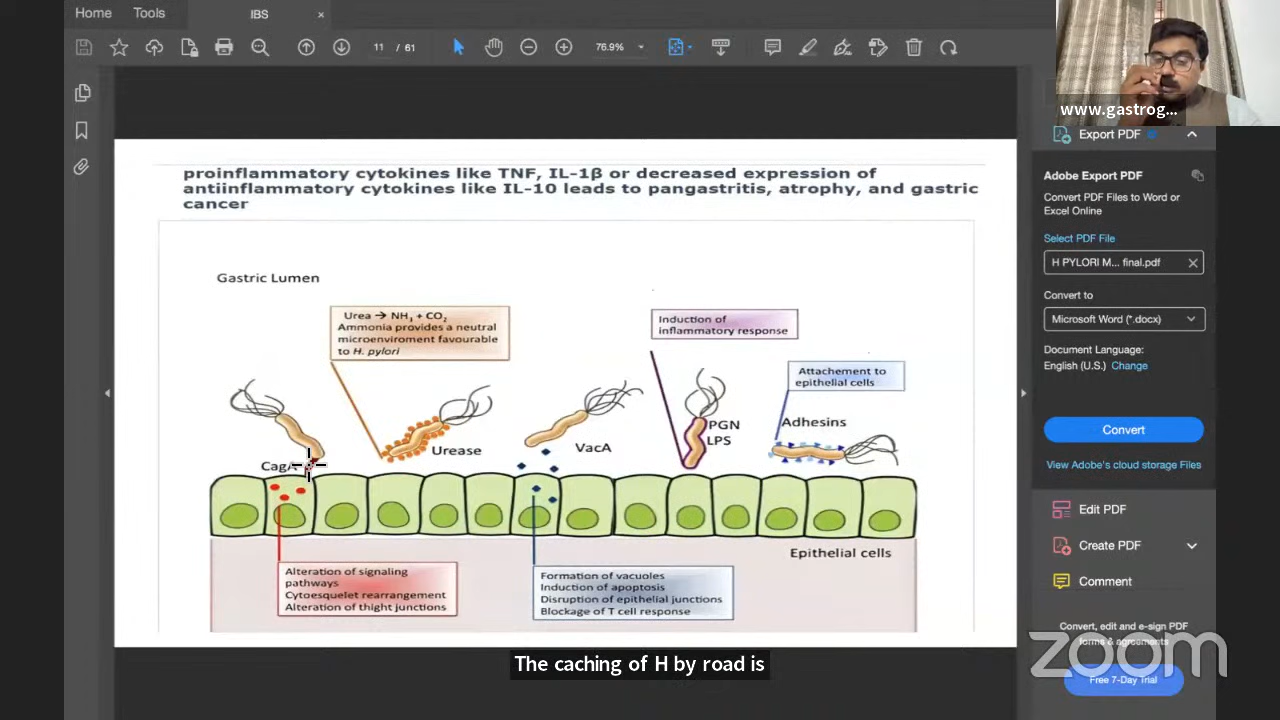 Home Tools IBS ×
11 / 61 76.9%
www.gastrog...
proinflammatory cytokines like TNF, IL-1β or decreased expression of
antiinflammatory cytokines like IL-10 leads to pangastritis, atrophy, and gastric
cancer
Gastric Lumen
Urea → NH₃ + CO₂
Ammonia provides a neutral
microenviroment favourable
to H. pylori
Induction of
inflammatory response
Attachement to
epithelial cells
Urease
VacA
PGN
LPS
Adhesins
Epithelial cells
Alteration of signaling
pathways
Cytoesquelet rearrangement
Alteration of thight junctions
Formation of vacuoles
Induction of apoptosis
Disruption of epithelial junctions
Blockage of T cell response
Export PDF
Adobe Export PDF
Convert PDF Files to Word or
Excel Online
Select PDF File
H PYLORI M... final.pdf
Convert to
Microsoft Word (*.docx)
Document Language:
English (U.S.) Change
Convert
View Adobe's cloud storage Files
Edit PDF
Create PDF
Comment
Convert, edit and e-sign PDF
forms & agreements
Free 7-Day Trial
zoom
The caching of H by road is